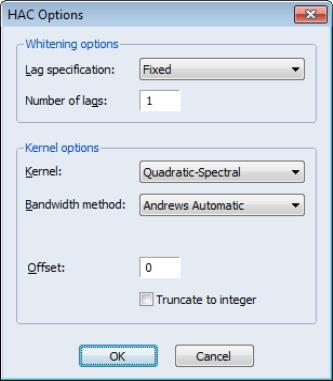 HAC Options
Whitening options
Lag specification: Fixed
Number of lags: 1
Kernel options
Kernel: Quadratic-Spectral
Bandwidth method: Andrews Automatic
Offset: 0
Truncate to integer
OK Cancel